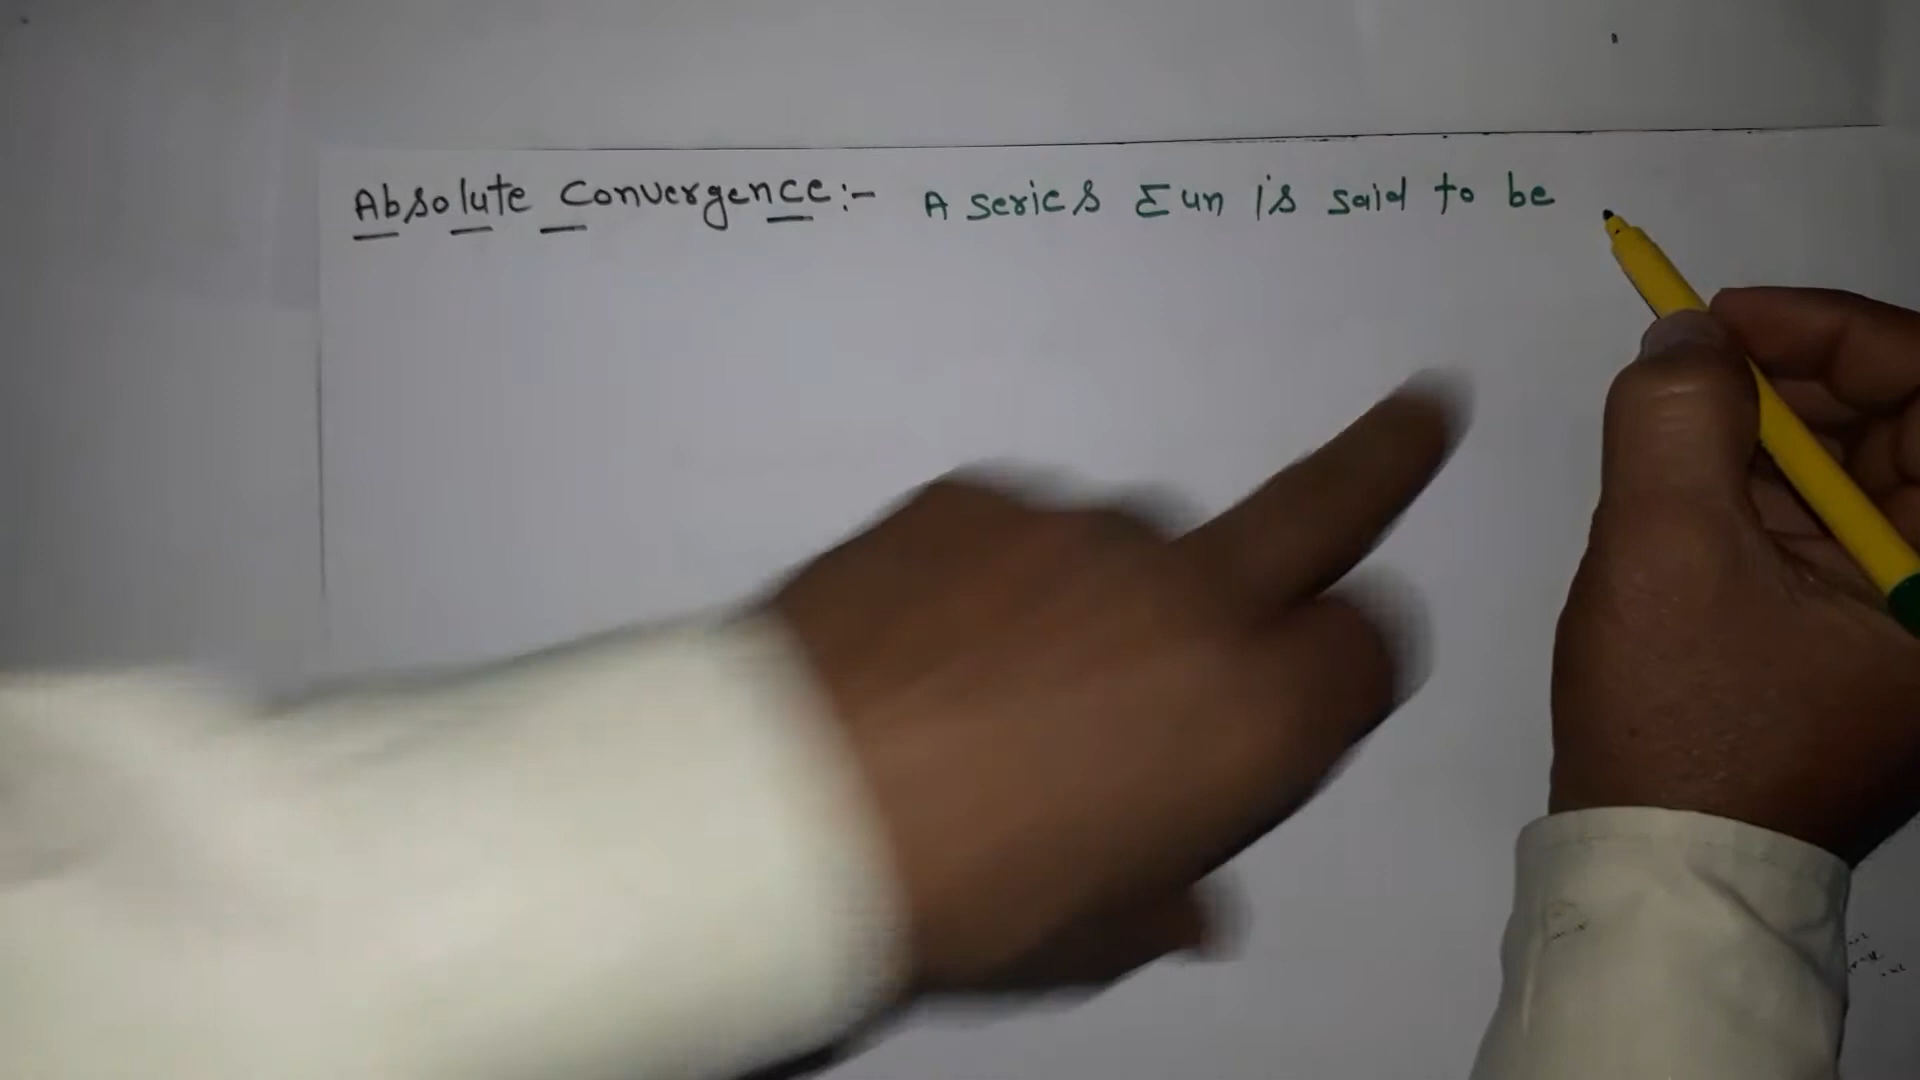 Absolute Convergence:- A series Σun is said to be